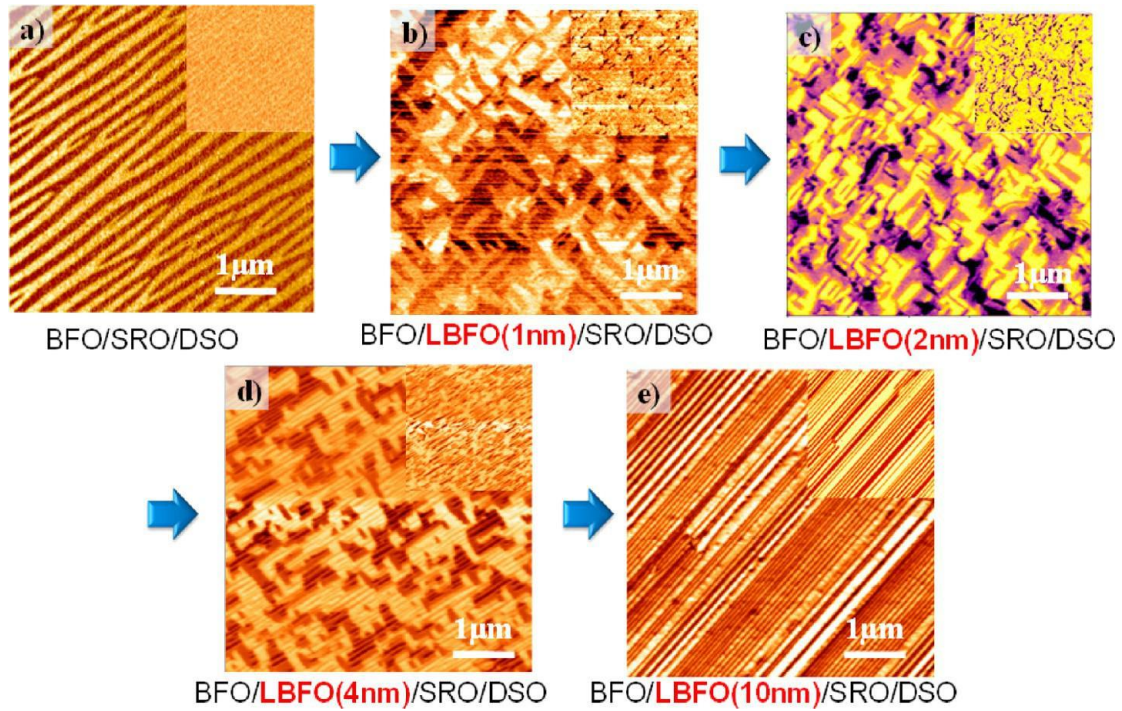 a)
1μm
BFO/SRO/DSO
b)
1μm
BFO/LBFO(1nm)/SRO/DSO
c)
1μm
BFO/LBFO(2nm)/SRO/DSO
d)
1μm
BFO/LBFO(4nm)/SRO/DSO
e)
1μm
BFO/LBFO(10nm)/SRO/DSO